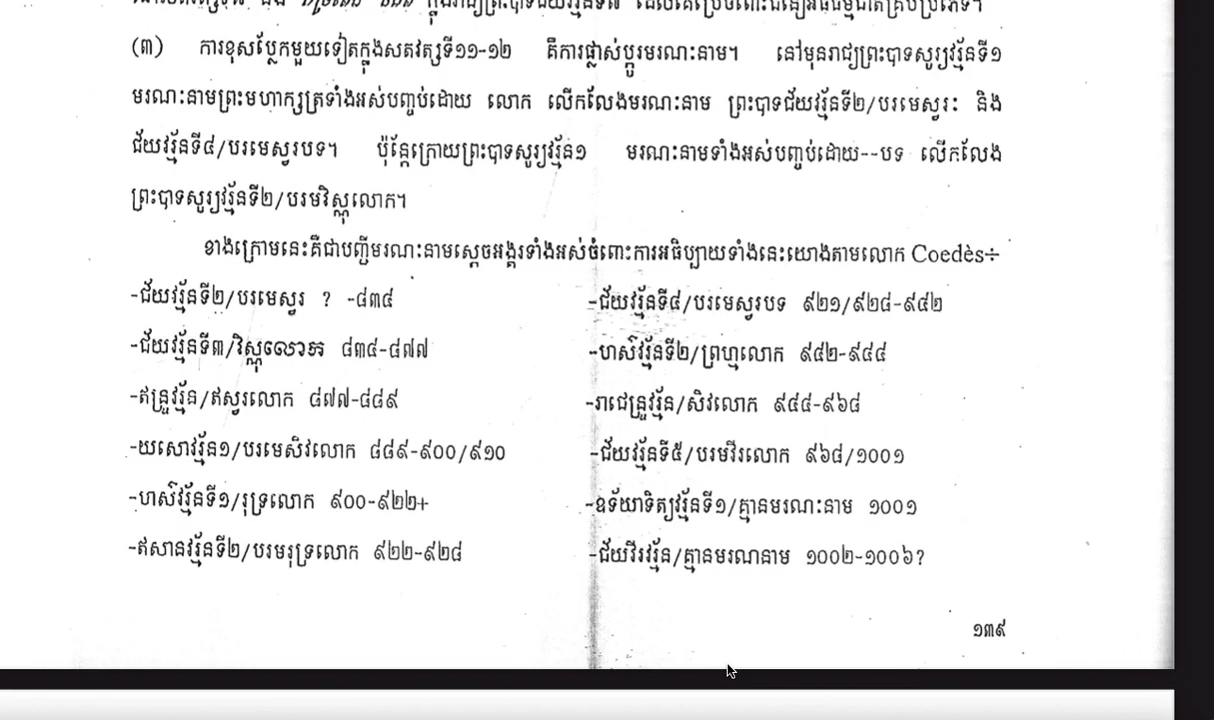 ក្នុងរាជ្យព្រះបាទជ័យវរ្ម័នទី៧
(៣) ការខុសប្លែកមួយទៀតក្នុងសតវត្សទី១១-១២ គឺការផ្លាស់ប្តូរមរណៈនាម។ នៅមុនរាជ្យព្រះបាទសូរ្យវរ្ម័នទី១
មរណៈនាមព្រះមហាក្សត្រទាំងអស់បញ្ចប់ដោយ លោក លើកលែងមរណៈនាម ព្រះបាទជ័យវរ្ម័នទី២/បរមេស្វរៈ និង
ជ័យវរ្ម័នទី៤/បរមេស្វរបទ។ ប៉ុន្តែក្រោយព្រះបាទសូរ្យវរ្ម័ន១ មរណៈនាមទាំងអស់បញ្ចប់ដោយ--បទ លើកលែង
ព្រះបាទសូរ្យវរ្ម័នទី២/បរមវិស្ណុលោក។
ខាងក្រោមនេះគឺជាបញ្ជីមរណៈនាមស្តេចអង្គរទាំងអស់ចំពោះការអធិប្បាយទាំងនេះយោងតាមលោក Coedès÷
-ជ័យវរ្ម័នទី២/បរមេស្វរ ? -៨៣៤
-ជ័យវរ្ម័នទី៣/វិស្ណុលោក ៨៣៤-៨៧៧
-ឥន្ទ្រវរ្ម័ន/ឥស្វរលោក ៨៧៧-៨៨៩
-យសោវរ្ម័ន១/បរមេសិវលោក ៨៨៩-៩០០/៩១០
-ហស៌វរ្ម័នទី១/រុទ្រលោក ៩០០-៩២២+
-ឥសានវរ្ម័នទី២/បរមរុទ្រលោក ៩២២-៩២៨
-ជ័យវរ្ម័នទី៤/បរមេស្វរបទ ៩២១/៩២៨-៩៤២
-ហស៌វរ្ម័នទី២/ព្រហ្មលោក ៩៤២-៩៤៤
-រាជេន្ទ្រវរ្ម័ន/សិវលោក ៩៤៤-៩៦៨
-ជ័យវរ្ម័នទី៥/បរមវីរលោក ៩៦៨/១០០១
-ឧទ័យាទិត្យវរ្ម័នទី១/គ្មានមរណៈនាម ១០០១
-ជ័យវីរវរ្ម័ន/គ្មានមរណនាម ១០០២-១០០៦?
១៣៩